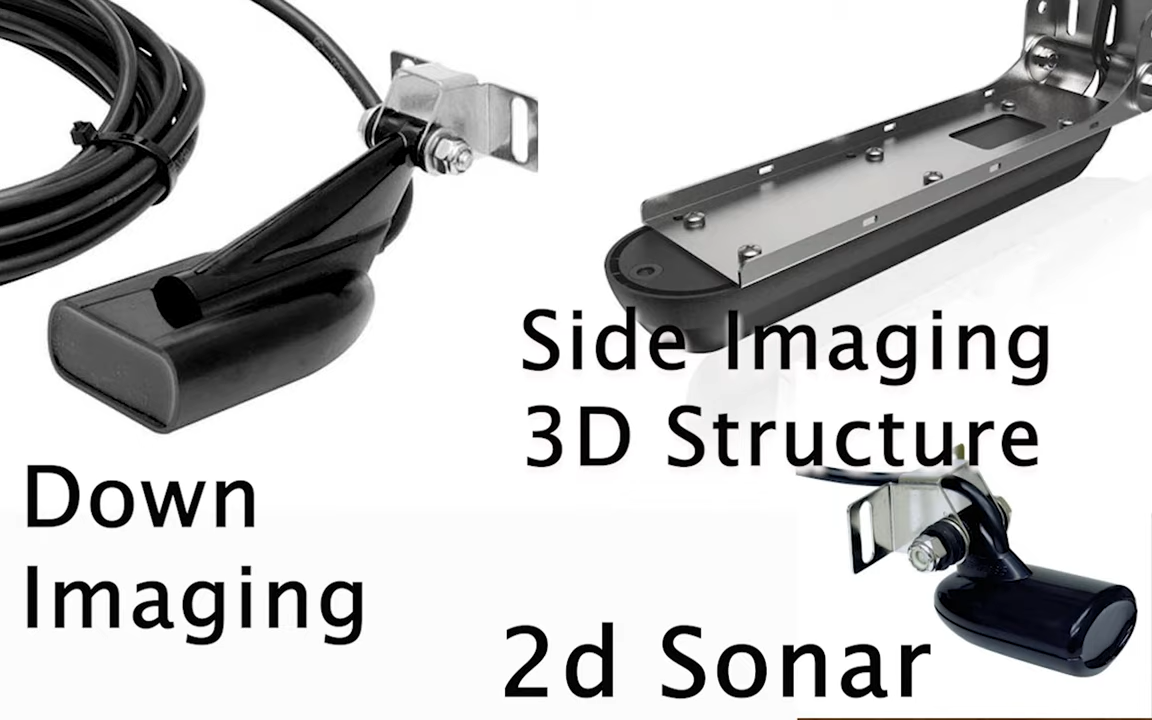 Side Imaging
3D Structure
Down
Imaging
2d Sonar